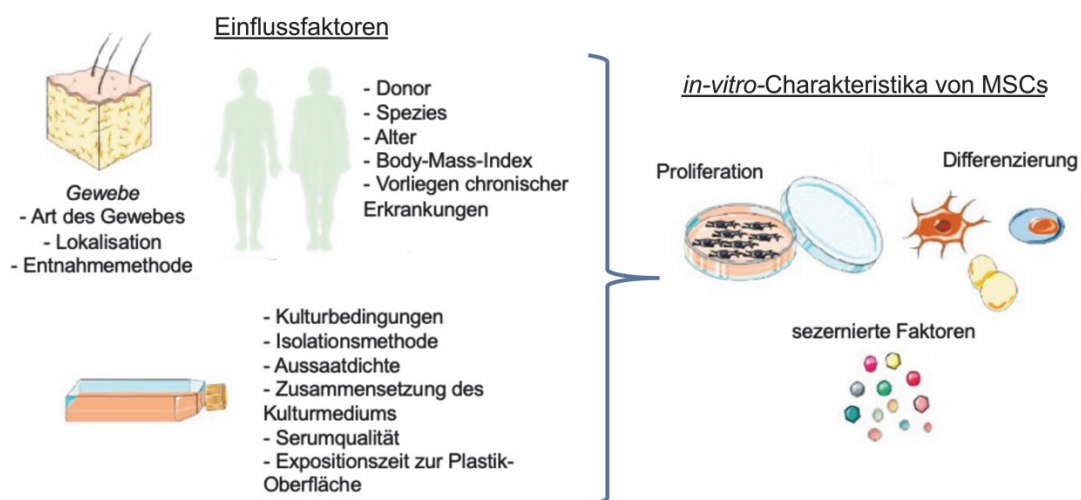 Einflussfaktoren
Gewebe
- Art des Gewebes
- Lokalisation
- Entnahmemethode
- Donor
- Spezies
- Alter
- Body-Mass-Index
- Vorliegen chronischer
Erkrankungen
- Kulturbedingungen
- Isolationsmethode
- Aussaatdichte
- Zusammensetzung des
Kulturmediums
- Serumqualität
- Expositionszeit zur Plastik-
Oberfläche
in-vitro-Charakteristika von MSCs
Proliferation
Differenzierung
sezernierte Faktoren